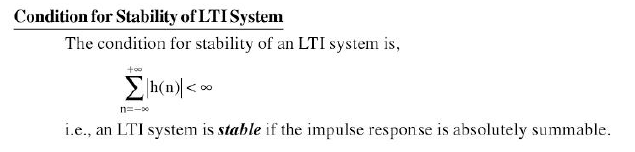 Condition for Stability of LTI System
The condition for stability of an LTI system is,
+∞
∑ |h(n)| < ∞
n=-∞
i.e., an LTI system is stable if the impulse response is absolutely summable.